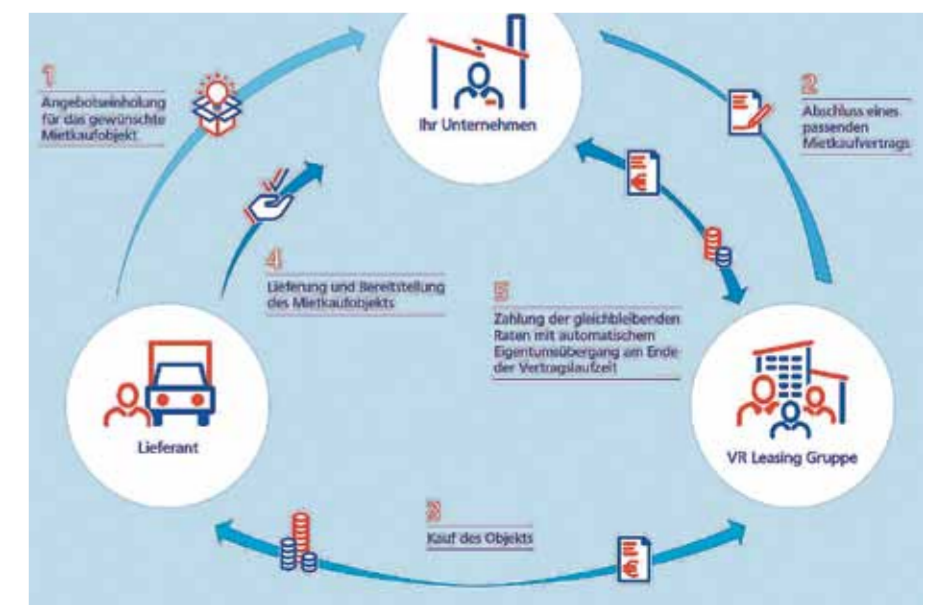 1
Angebotseinholung
für das gewünschte
Mietkaufobjekt
Ihr Unternehmen
2
Abschluss eines
passenden
Mietkaufvertrags
4
Lieferung und Bereitstellung
des Mietkaufobjekts
5
Zahlung der gleichbleibenden
Raten mit automatischem
Eigentumsübergang am Ende
der Vertragslaufzeit
Lieferant
VR Leasing Gruppe
3
Kauf des Objekts